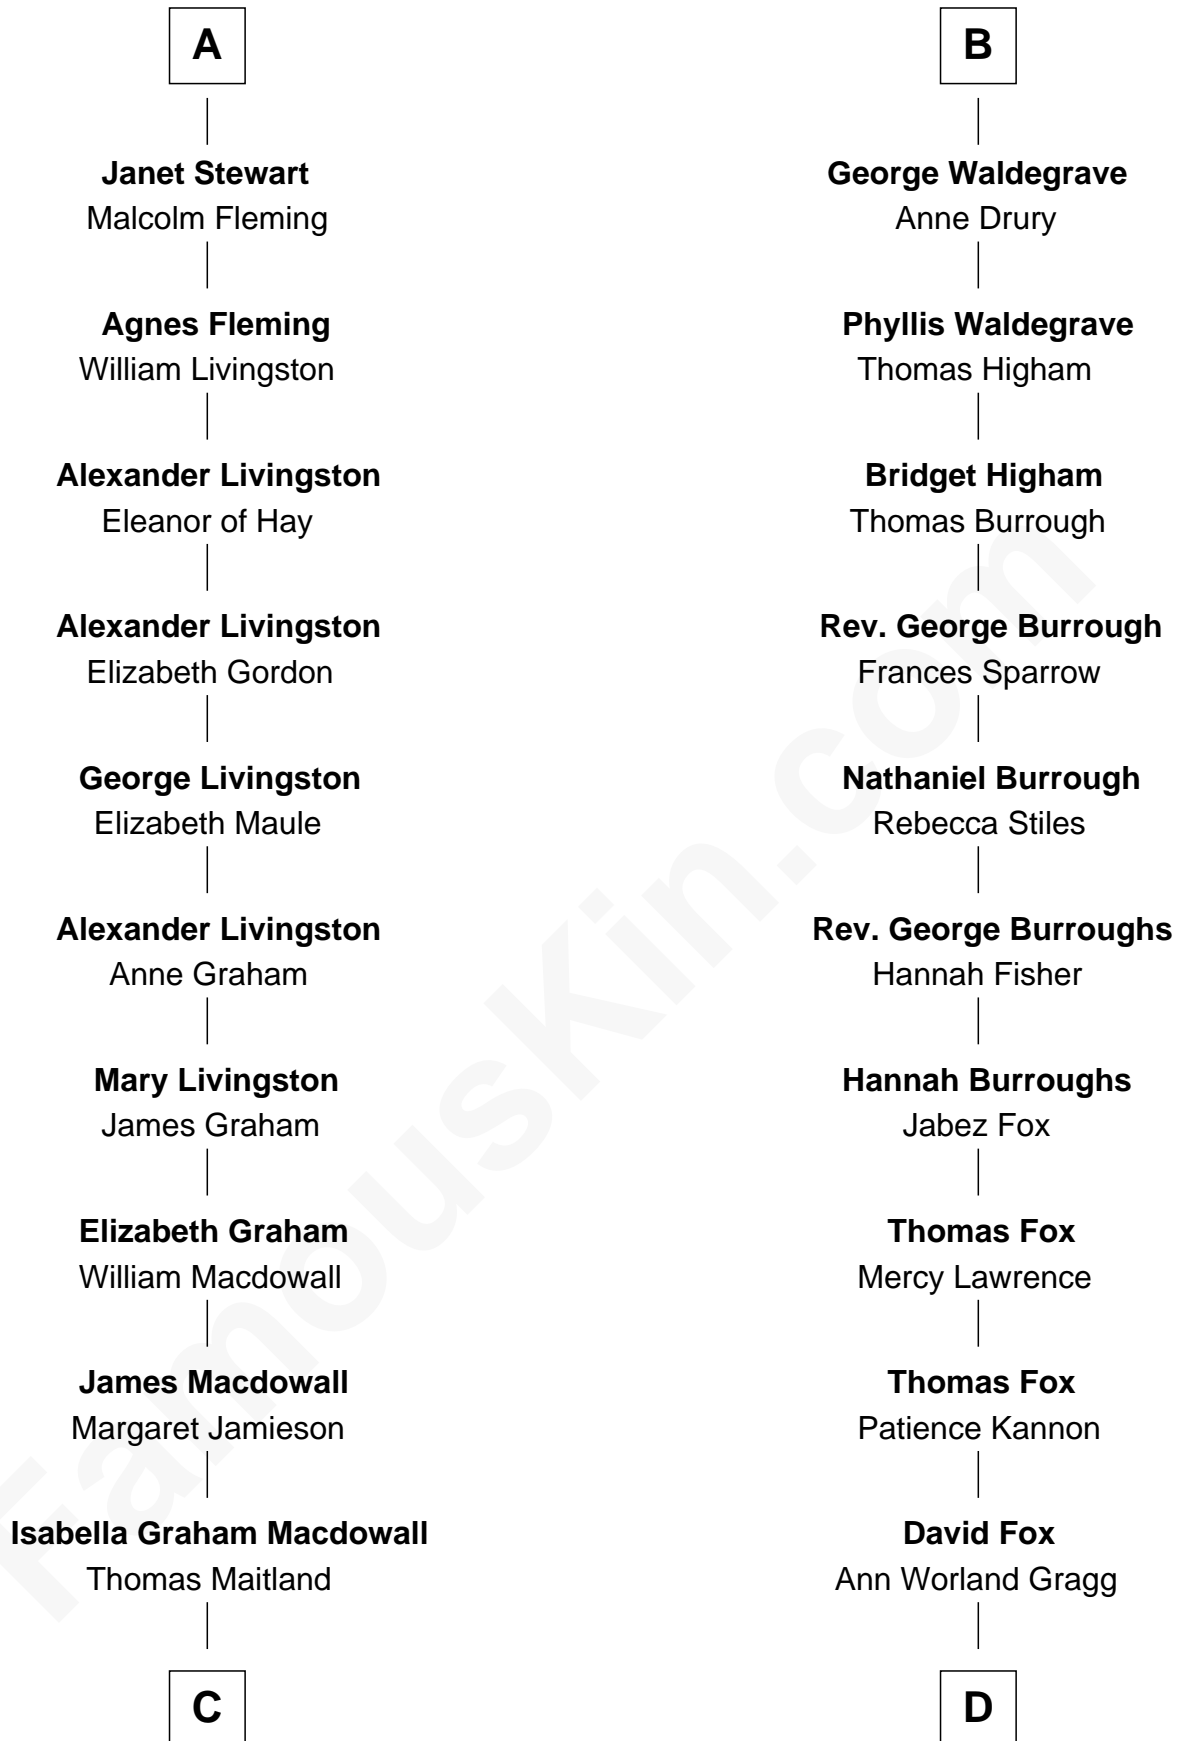 A
Janet Stewart
Malcolm Fleming
Agnes Fleming
William Livingston
Alexander Livingston
Eleanor of Hay
Alexander Livingston
Elizabeth Gordon
George Livingston
Elizabeth Maule
Alexander Livingston
Anne Graham
Mary Livingston
James Graham
Elizabeth Graham
William Macdowall
James Macdowall
Margaret Jamieson
Isabella Graham Macdowall
Thomas Maitland
C
B
George Waldegrave
Anne Drury
Phyllis Waldegrave
Thomas Higham
Bridget Higham
Thomas Burrough
Rev. George Burrough
Frances Sparrow
Nathaniel Burrough
Rebecca Stiles
Rev. George Burroughs
Hannah Fisher
Hannah Burroughs
Jabez Fox
Thomas Fox
Mercy Lawrence
Thomas Fox
Patience Kannon
David Fox
Ann Worland Gragg
D
FamousKin.com